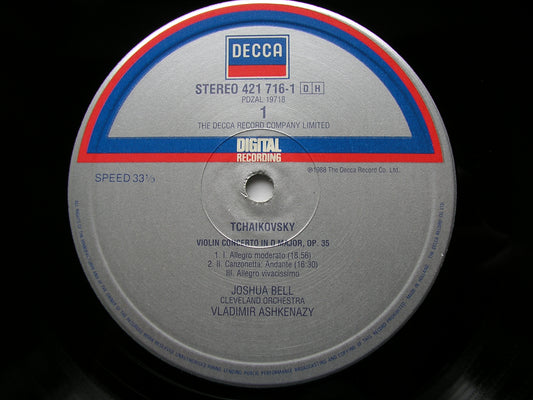 DECCA
STEREO 421 716-1 D H
PDZAL 19718
1
THE DECCA RECORD COMPANY LIMITED
DIGITAL
RECORDING
SPEED 33⅓
℗1988 The Decca Record Co. Ltd.
TCHAIKOVSKY
VIOLIN CONCERTO IN D MAJOR, OP. 35
1. I. Allegro moderato (18.56)
2. II. Canzonetta: Andante (16.30)
III. Allegro vivacissimo
JOSHUA BELL
CLEVELAND ORCHESTRA
VLADIMIR ASHKENAZY